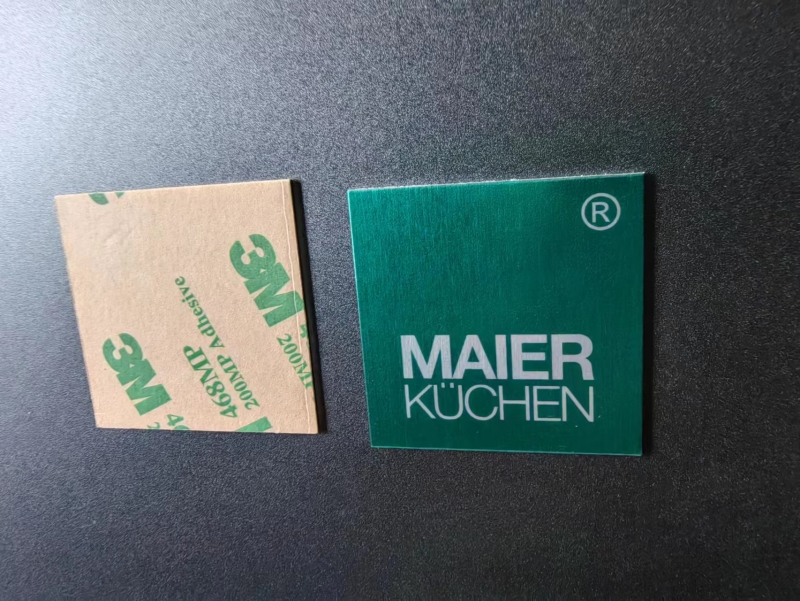 3M
3M
468MP
200MP Adhesive
200MP
®
MAIER
KÜCHEN